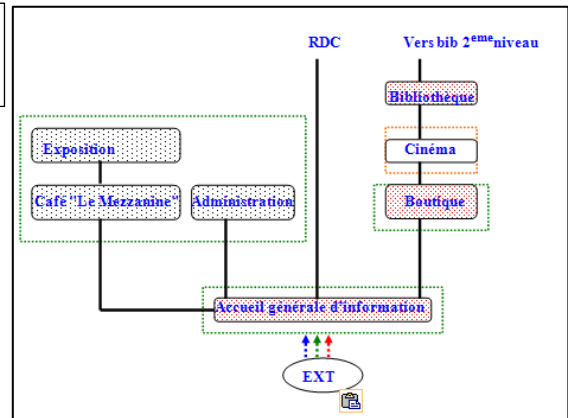 RDC
Vers bib 2eme niveau
Bibliothèque
Exposition
Cinéma
Café "Le Mezzanine"
Administration
Boutique
Accueil générale d'information
EXT